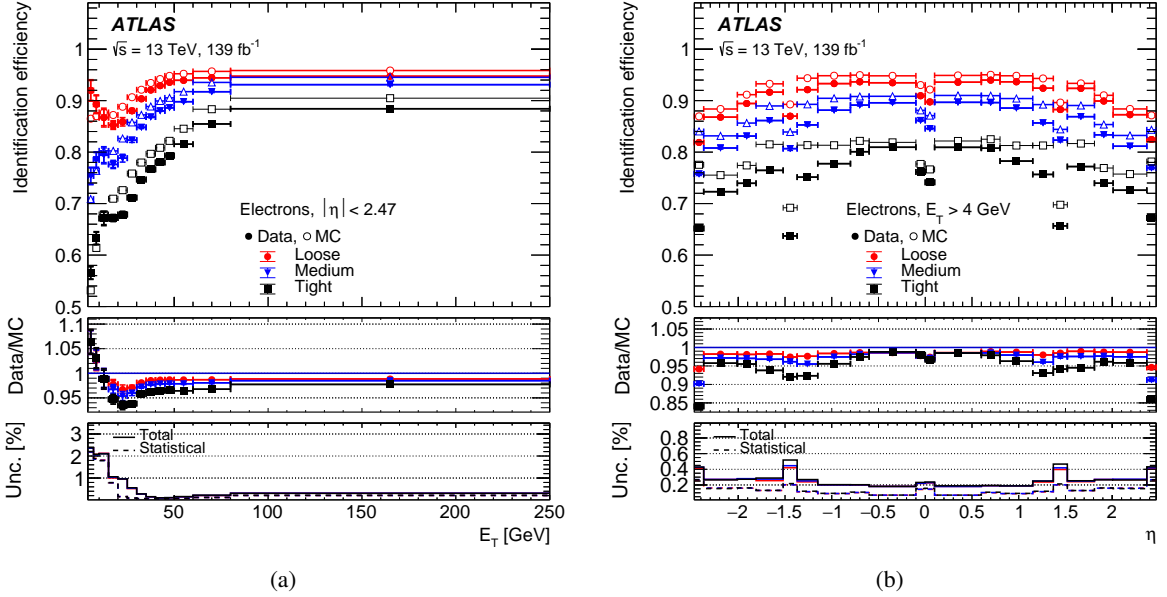 ATLAS
√s = 13 TeV, 139 fb⁻¹
Identification efficiency
1
0.9
0.8
0.7
0.6
0.5
Electrons, |η| < 2.47
Data, MC
Loose
Medium
Tight
Data/MC
1.1
1.05
1
0.95
Unc. [%]
3
2
1
Total
Statistical
50 100 150 200 250
E_T [GeV]
(a)
ATLAS
√s = 13 TeV, 139 fb⁻¹
Identification efficiency
1
0.9
0.8
0.7
0.6
0.5
Electrons, E_T > 4 GeV
Data, MC
Loose
Medium
Tight
Data/MC
1.05
1
0.95
0.9
0.85
Unc. [%]
0.8
0.6
0.4
0.2
Total
Statistical
−2 −1.5 −1 −0.5 0 0.5 1 1.5 2
η
(b)